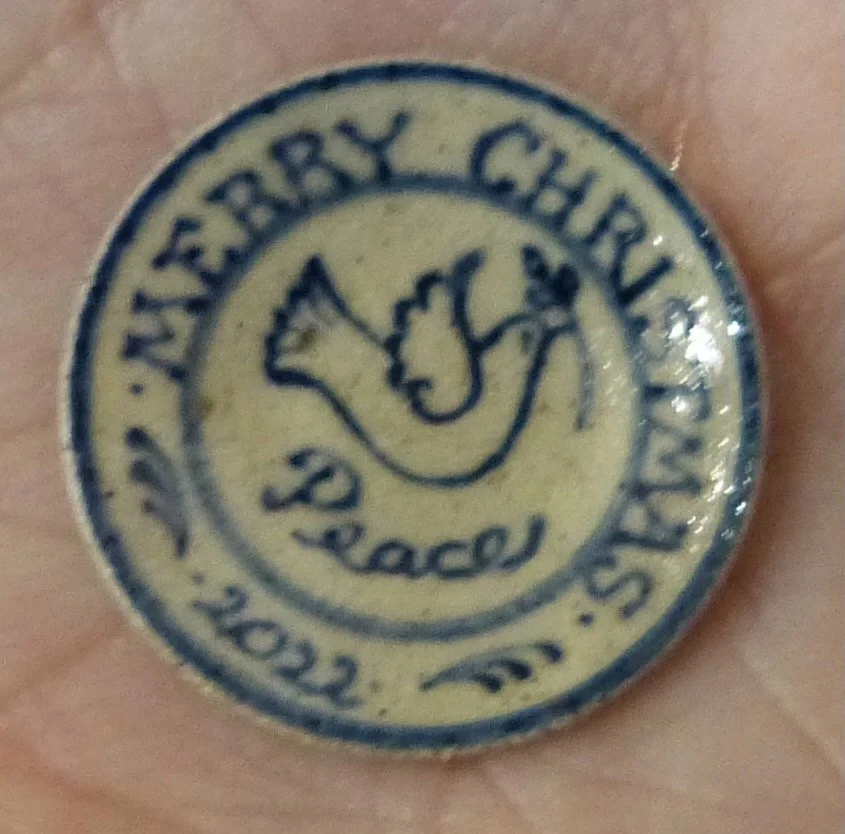 · MERRY CHRISTMAS ·
Peace
· 2022 ·